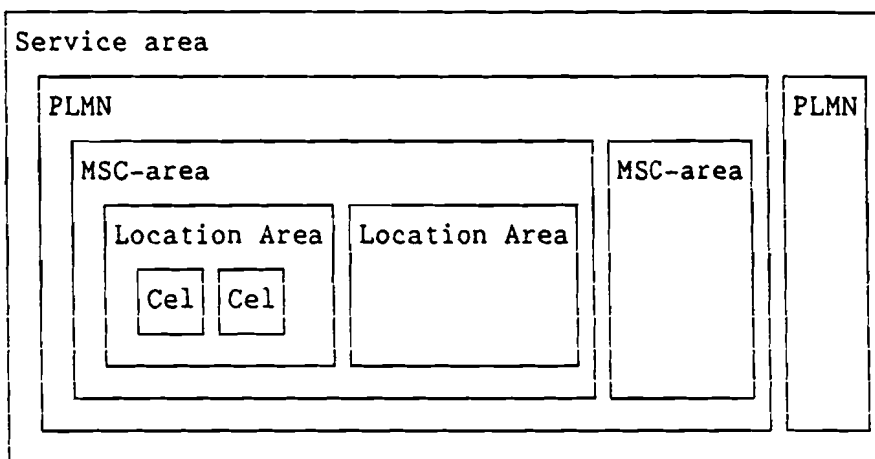 Service area
PLMN PLMN
MSC-area MSC-area
Location Area Location Area
Cel Cel